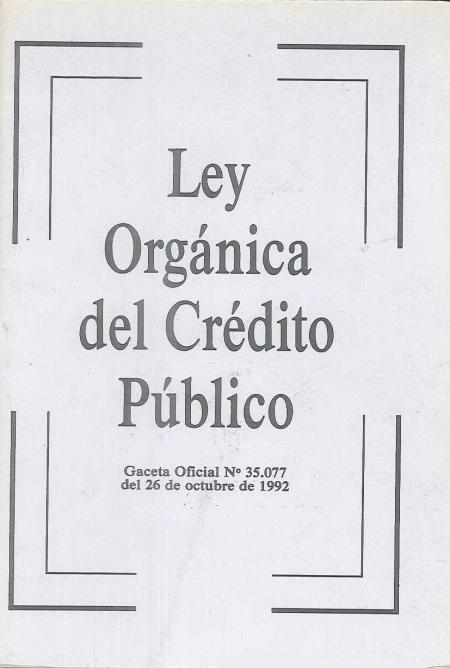 Ley
Orgánica
del Crédito
Público
Gaceta Oficial Nº 35.077
del 26 de octubre de 1992